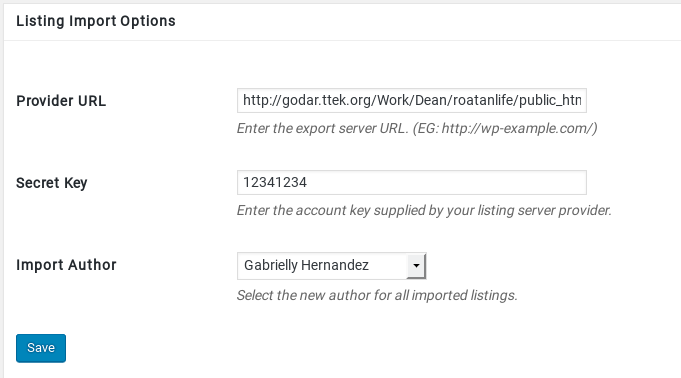 Listing Import Options
Provider URL
http://godar.ttek.org/Work/Dean/roatanlife/public_htm
Enter the export server URL. (EG: http://wp-example.com/)
Secret Key
12341234
Enter the account key supplied by your listing server provider.
Import Author
Gabrielly Hernandez
Select the new author for all imported listings.
Save